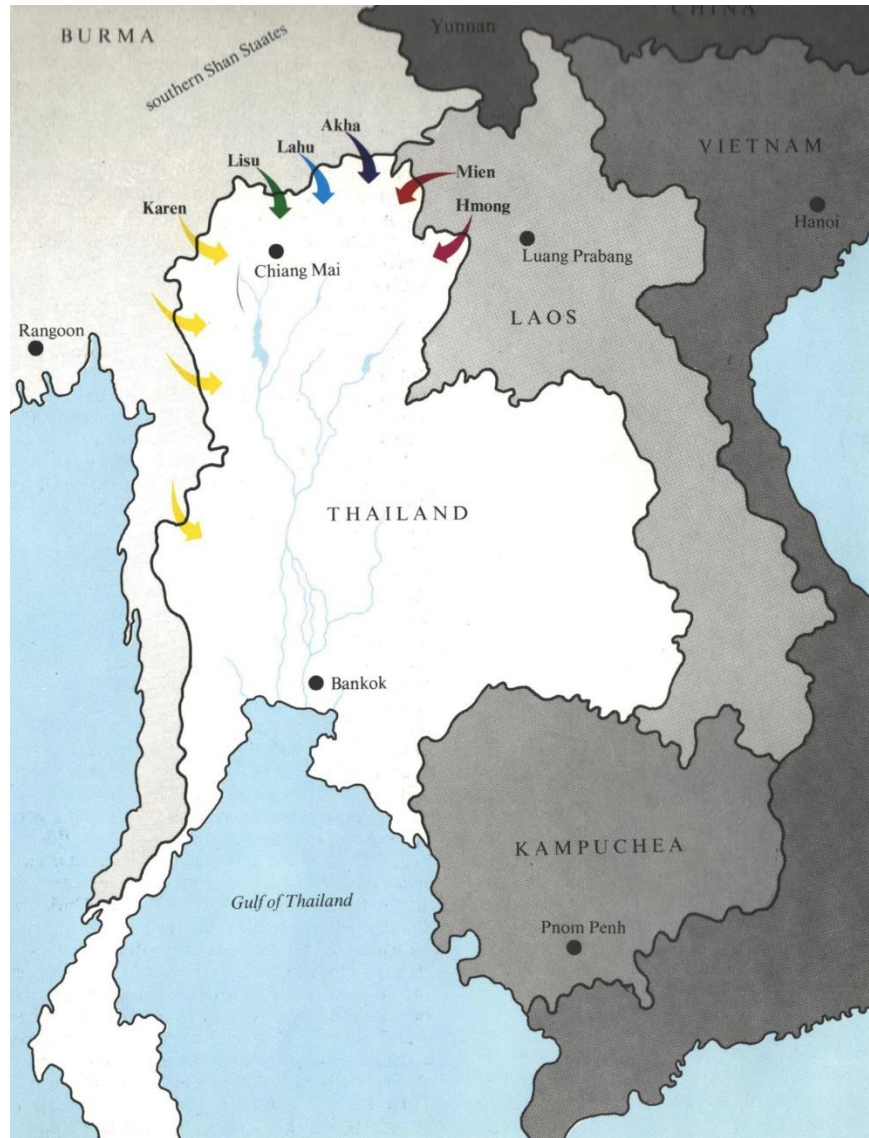 CHINA
Yunnan
BURMA
southern Shan Staates
VIETNAM
Akha
Lahu
Lisu
Mien
Karen
Hmong
Hanoi
Chiang Mai
Luang Prabang
LAOS
Rangoon
THAILAND
Bankok
KAMPUCHEA
Gulf of Thailand
Pnom Penh